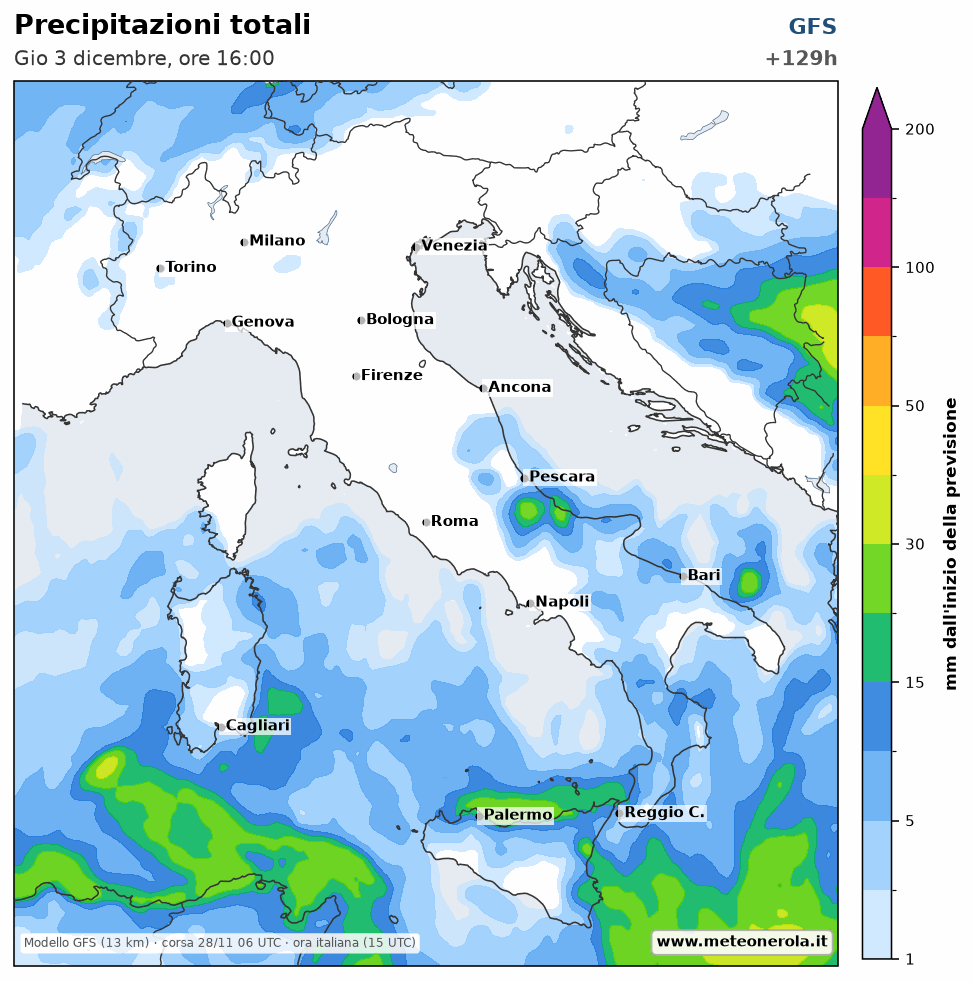 Precipitazioni totali
GFS
Gio 3 dicembre, ore 16:00
+129h
200
100
50
30
15
5
1
mm dall'inizio della previsione
Milano
Venezia
Torino
Genova
Bologna
Firenze
Ancona
Pescara
Roma
Bari
Napoli
Cagliari
Palermo
Reggio C.
Modello GFS (13 km) · corsa 28/11 06 UTC · ora italiana (15 UTC)
www.meteonerola.it